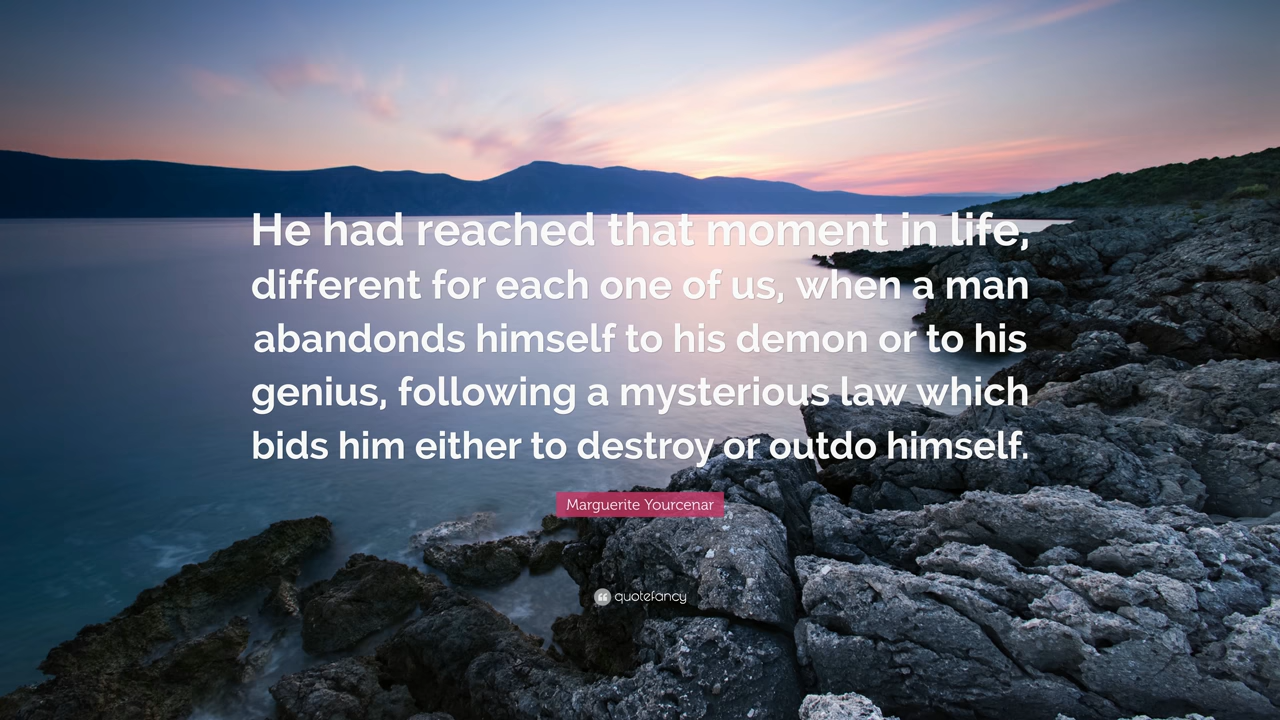 He had reached that moment in life,
different for each one of us, when a man
abandonds himself to his demon or to his
genius, following a mysterious law which
bids him either to destroy or outdo himself.
Marguerite Yourcenar
quotefancy